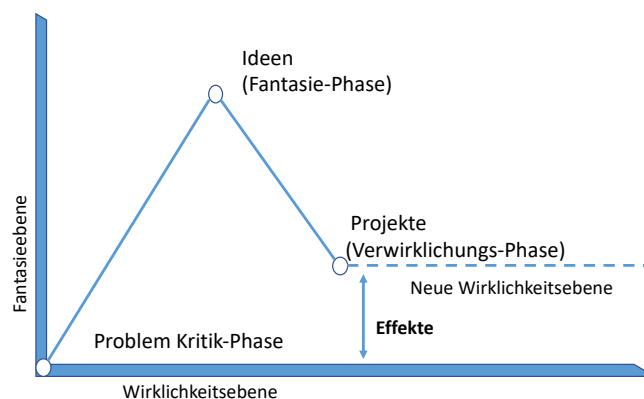 Ideen
(Fantasie-Phase)
Fantasieebene
Projekte
(Verwirklichungs-Phase)
Neue Wirklichkeitsebene
Effekte
Problem Kritik-Phase
Wirklichkeitsebene